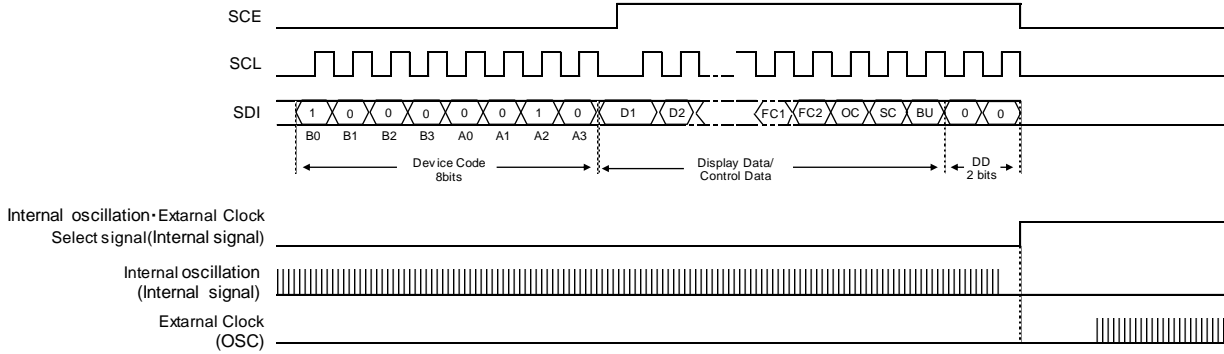 SCE
SCL
SDI
1 0 0 0 0 0 1 0 D1 D2 FC1 FC2 OC SC BU 0 0
B0 B1 B2 B3 A0 A1 A2 A3
Device Code
8bits
Display Data/
Control Data
DD
2 bits
Internal oscillation・Extarnal Clock
Select signal(Internal signal)
Internal oscillation
(Internal signal)
Extarnal Clock
(OSC)